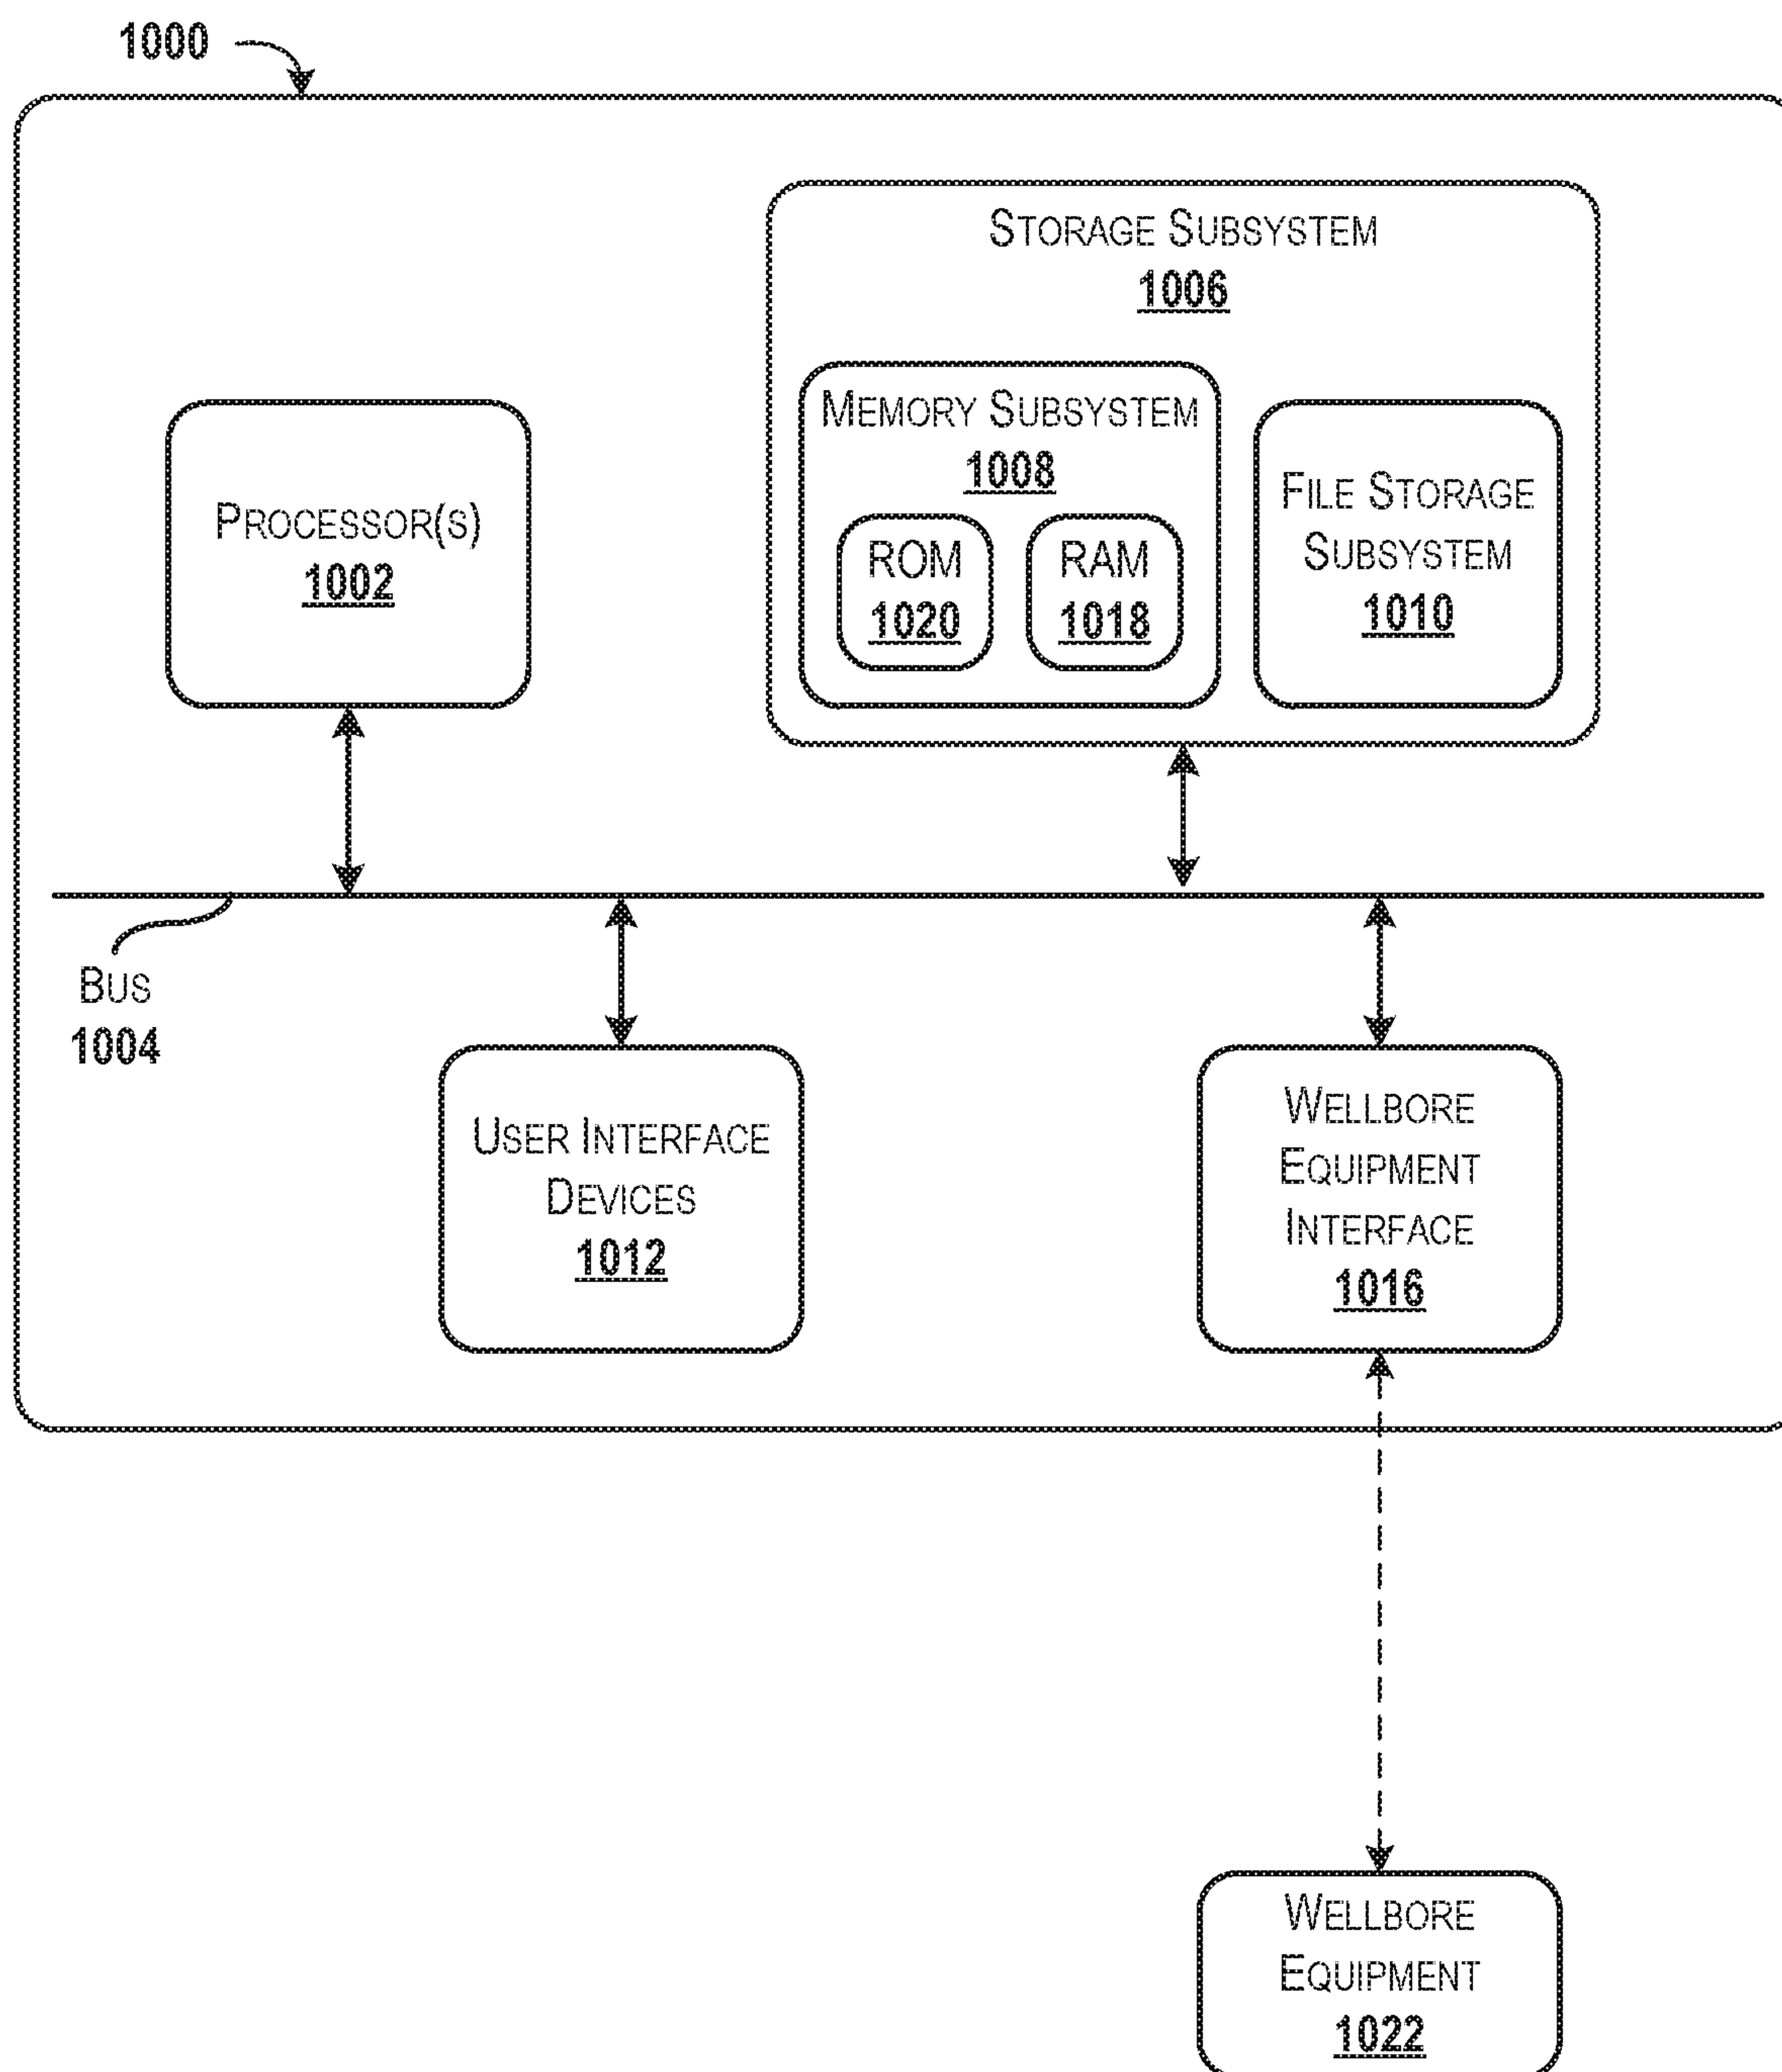 1000
STORAGE SUBSYSTEM
1006
MEMORY SUBSYSTEM
1008
ROM
1020
RAM
1018
FILE STORAGE
SUBSYSTEM
1010
PROCESSOR(S)
1002
BUS
1004
USER INTERFACE
DEVICES
1012
WELLBORE
EQUIPMENT
INTERFACE
1016
WELLBORE
EQUIPMENT
1022